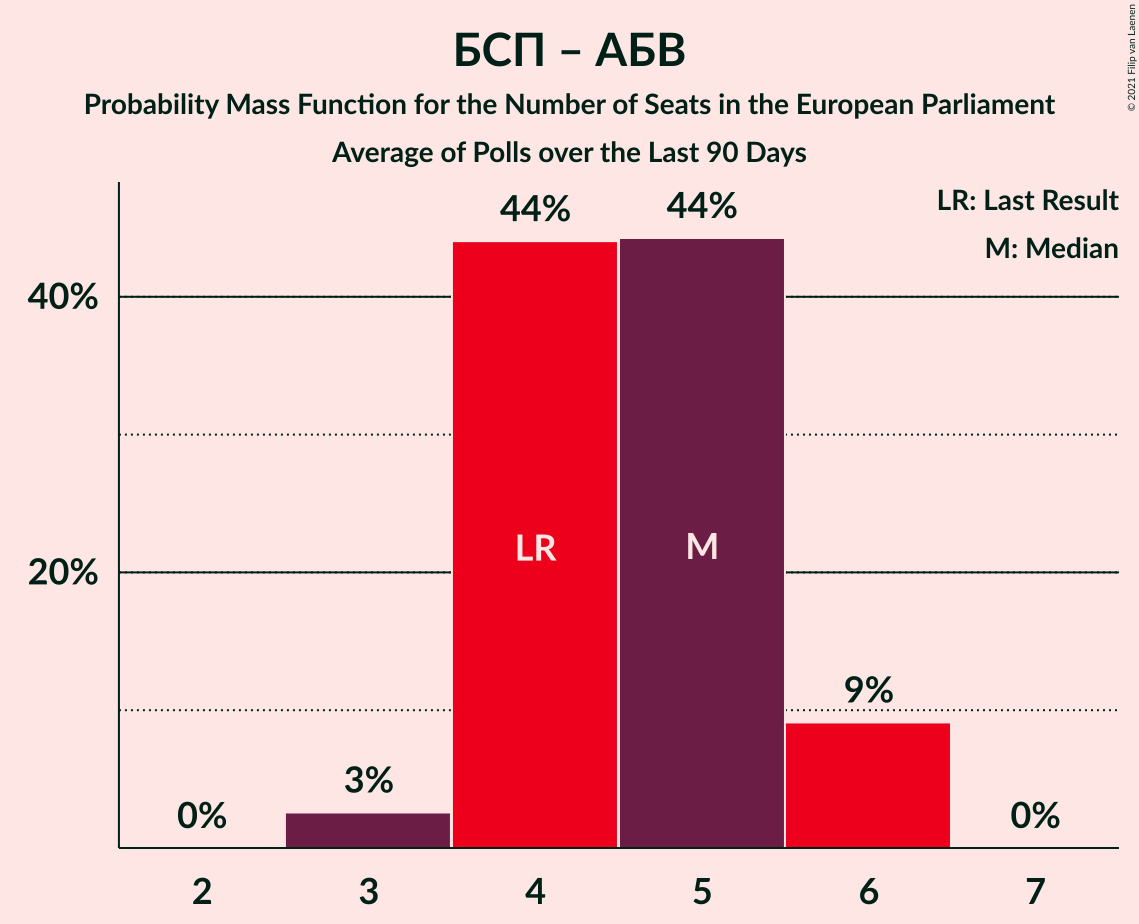 БСП – АБВ
Probability Mass Function for the Number of Seats in the European Parliament
Average of Polls over the Last 90 Days
© 2021 Filip van Laenen
LR: Last Result
M: Median
44%
44%
40%
LR
M
20%
9%
3%
0%
0%
2
3
4
5
6
7